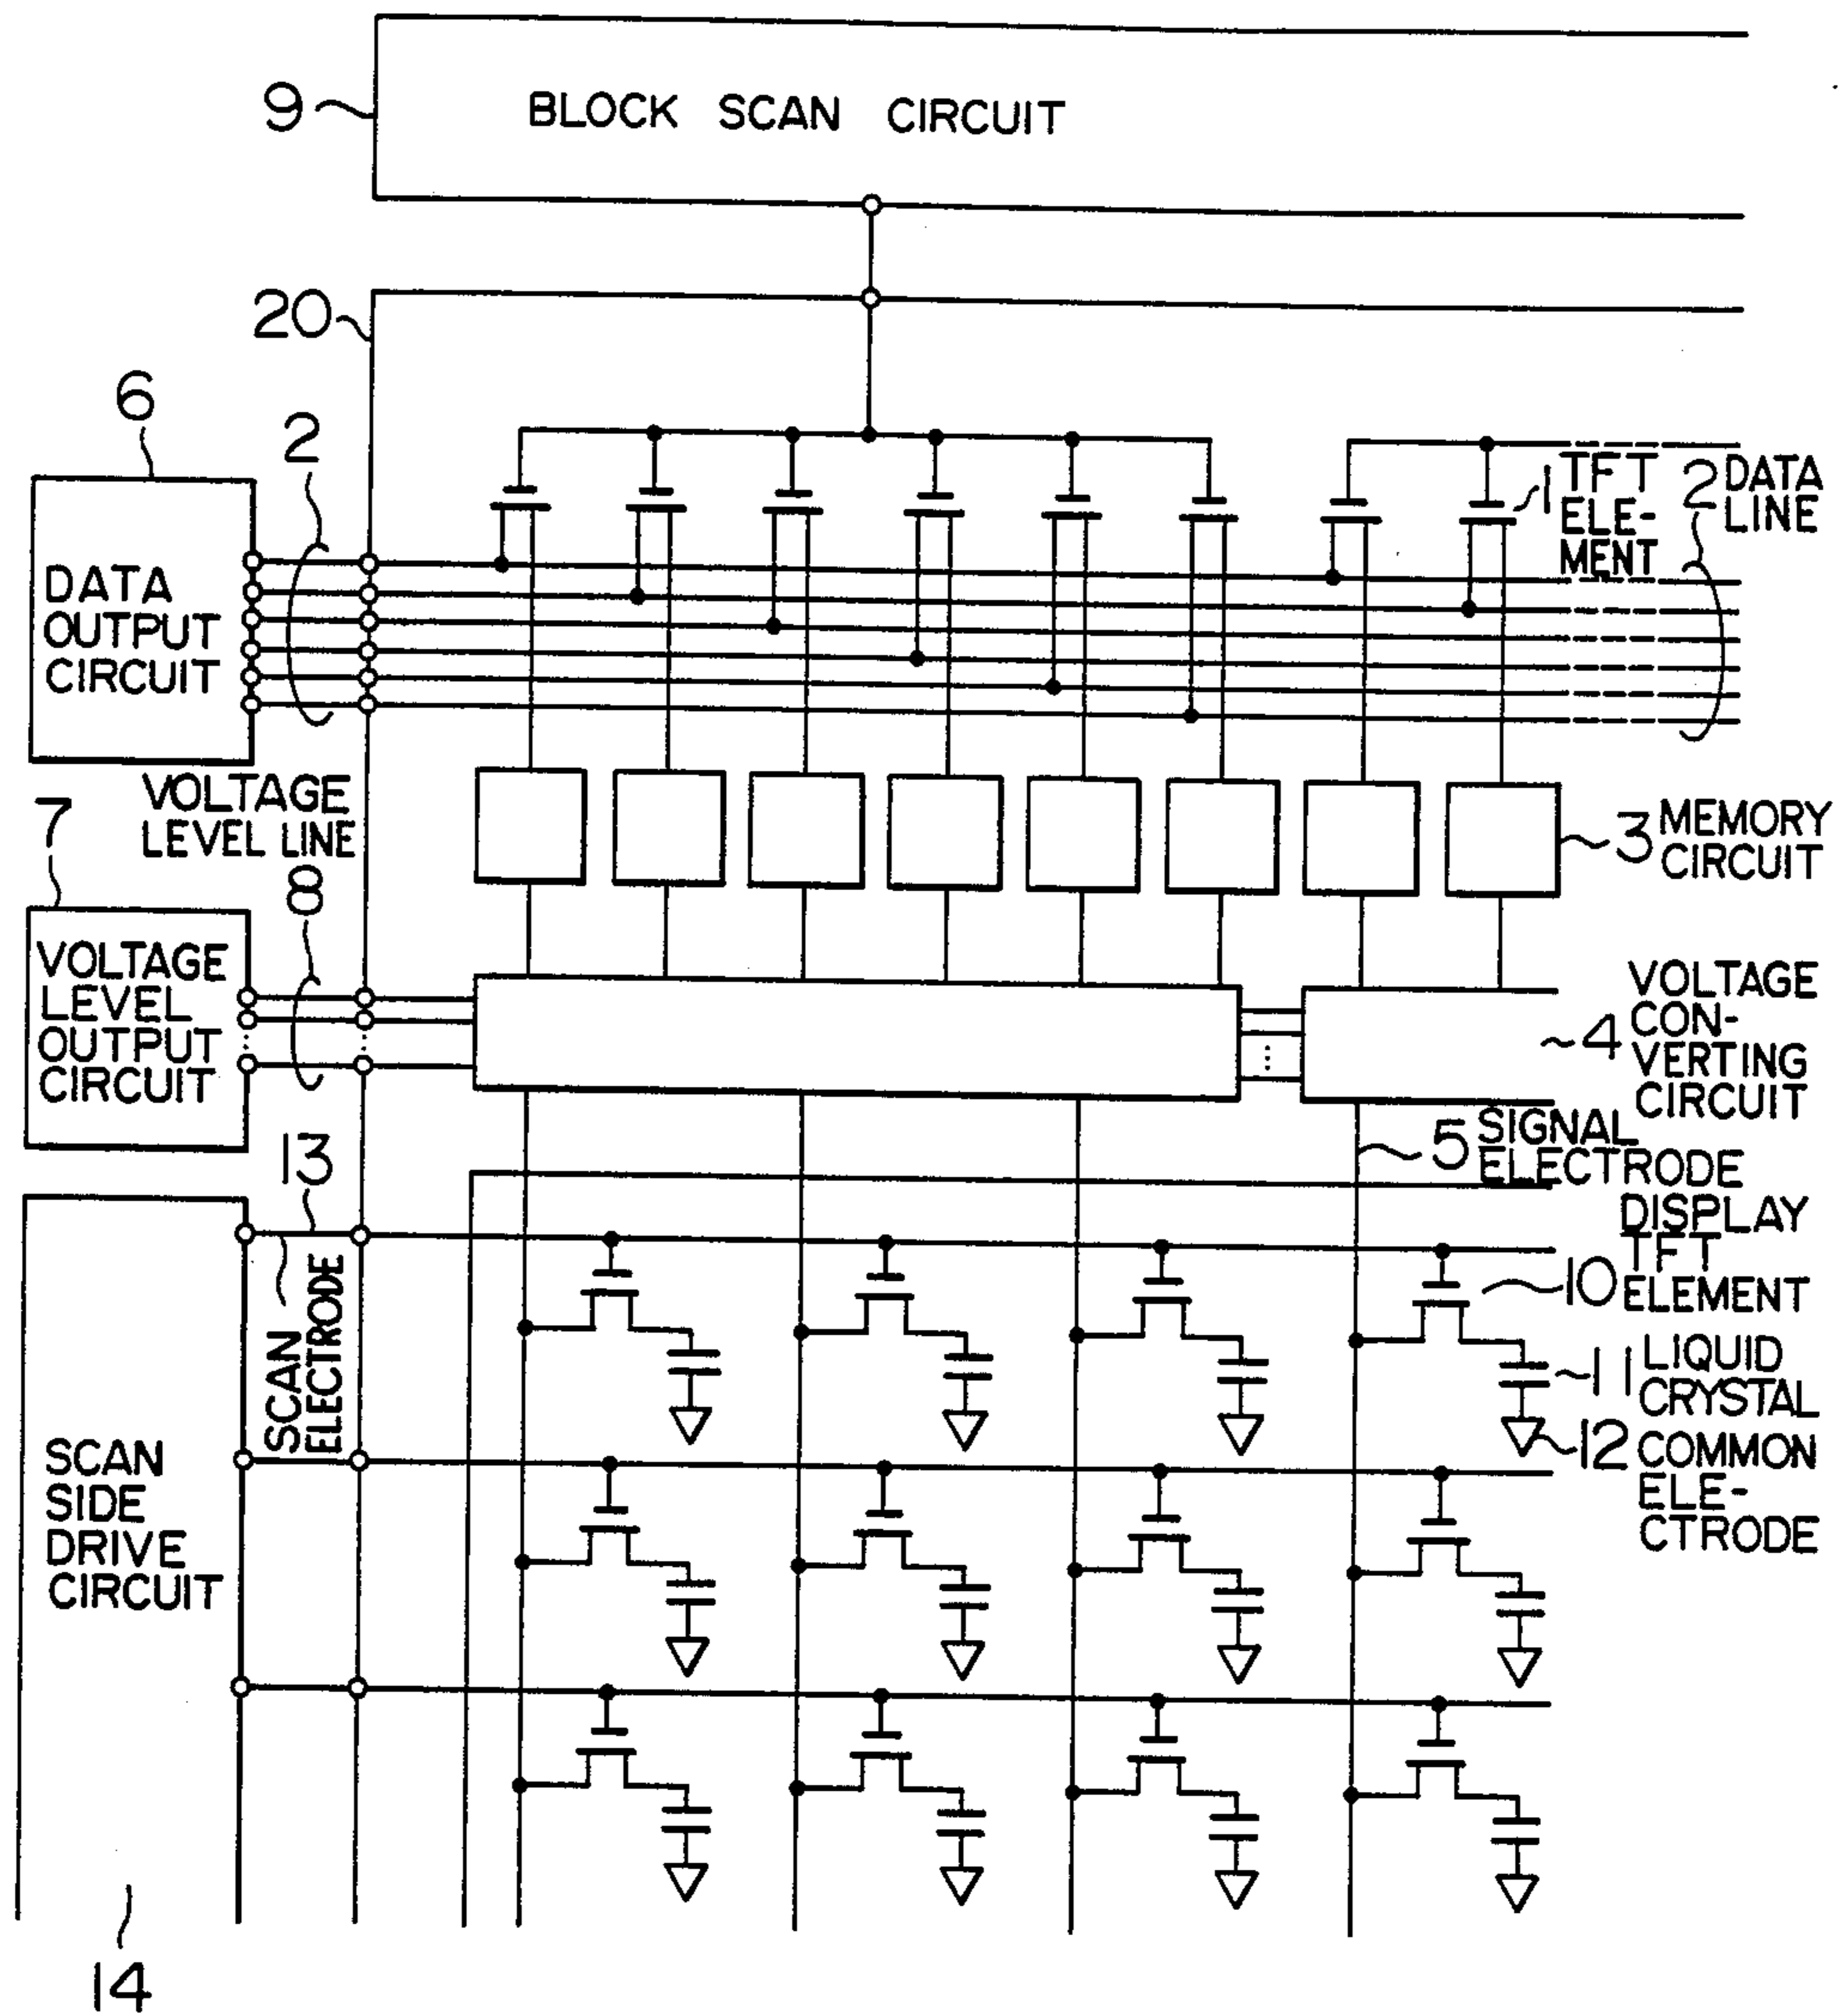 9
BLOCK SCAN CIRCUIT
20
6
2
1 TFT
ELE-
MENT
2 DATA
LINE
DATA
OUTPUT
CIRCUIT
7
VOLTAGE
LEVEL LINE
8
3 MEMORY
CIRCUIT
VOLTAGE
LEVEL
OUTPUT
CIRCUIT
4 VOLTAGE
CON-
VERTING
CIRCUIT
13
5 SIGNAL
ELECTRODE
SCAN
ELECTRODE
DISPLAY
TFT
10 ELEMENT
11 LIQUID
CRYSTAL
12 COMMON
ELE-
CTRODE
SCAN
SIDE
DRIVE
CIRCUIT
14